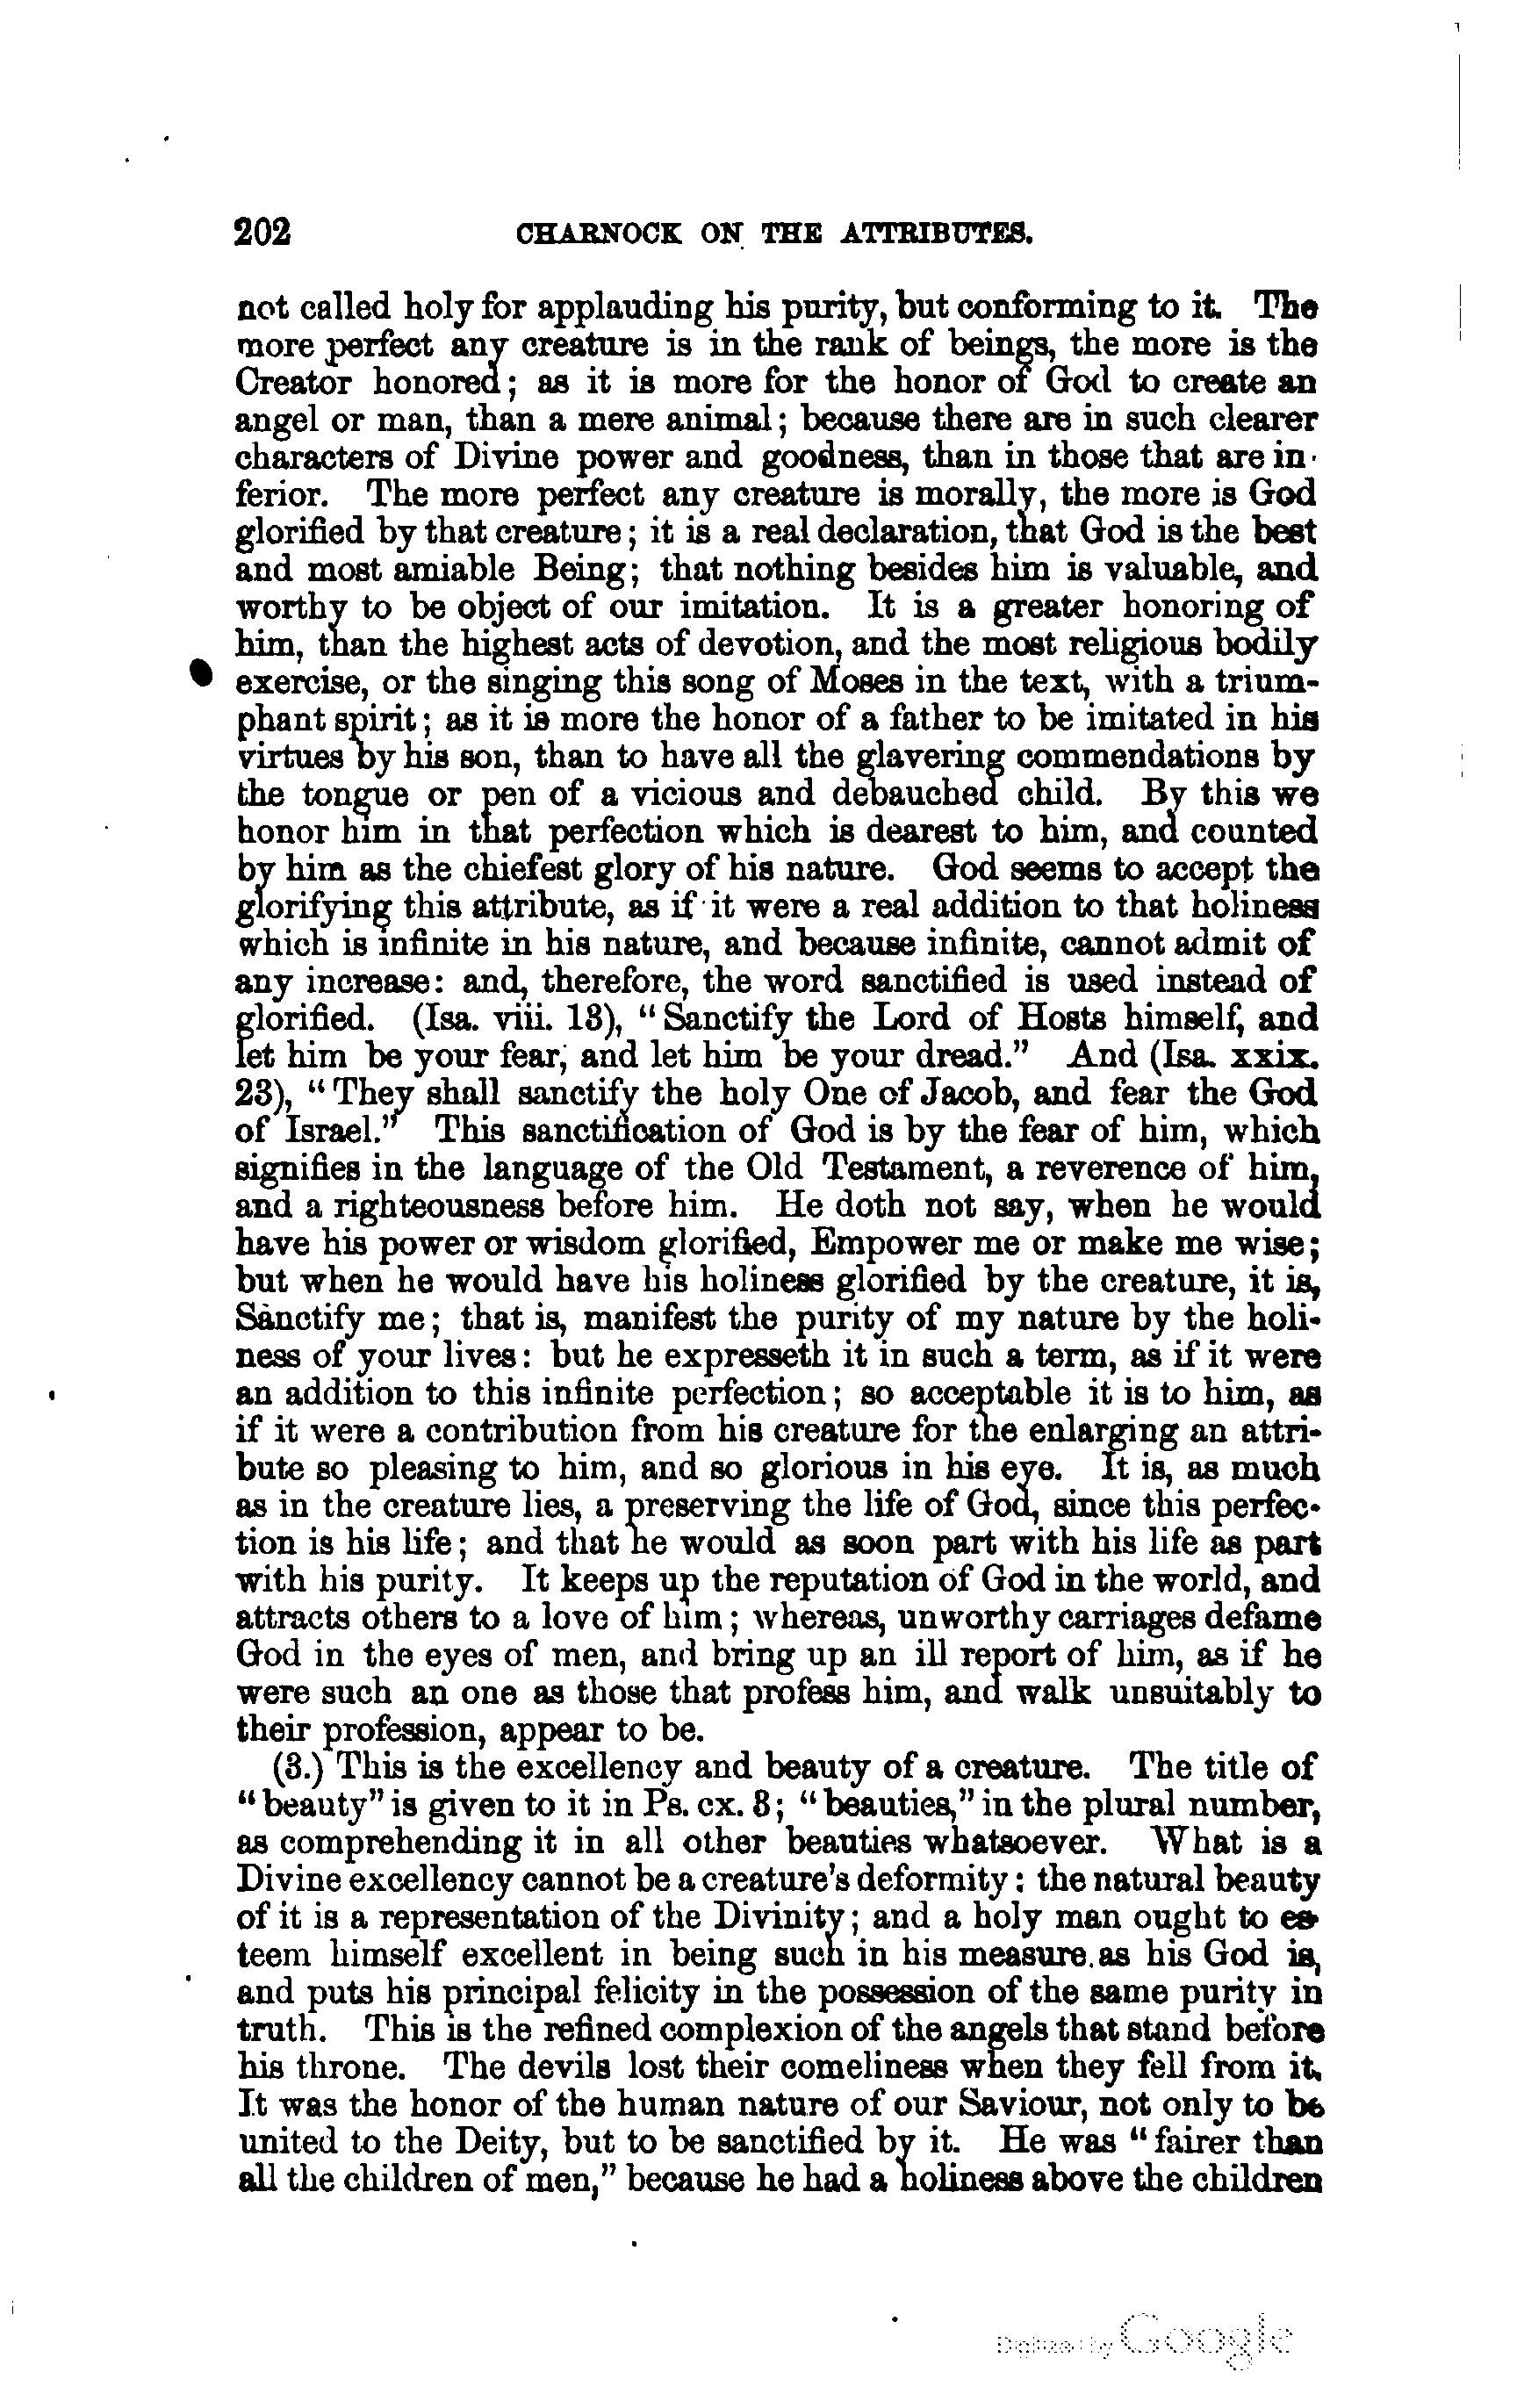 202 CHARNOCK ON THE ATTRIBUTES.
not called holy for applauding his purity, but conforming to it. The
more perfect any creature is in the rank of beings, the more is the
Creator honored; as it is more for the honor of God to create an
angel or man, than a mere animal; because there are in such clearer
characters of Divine power and goodness, than in those that are in-
ferior. The more perfect any creature is morally, the more is God
glorified by that creature; it is a real declaration, that God is the best
and most amiable Being; that nothing besides him is valuable, and
worthy to be object of our imitation. It is a greater honoring of
him, than the highest acts of devotion, and the most religious bodily
exercise, or the singing this song of Moses in the text, with a trium-
phant spirit; as it is more the honor of a father to be imitated in his
virtues by his son, than to have all the glavering commendations by
the tongue or pen of a vicious and debauched child. By this we
honor him in that perfection which is dearest to him, and counted
by him as the chiefest glory of his nature. God seems to accept the
glorifying this attribute, as if it were a real addition to that holiness
which is infinite in his nature, and because infinite, cannot admit of
any increase: and, therefore, the word sanctified is used instead of
glorified. (Isa. viii. 13), "Sanctify the Lord of Hosts himself, and
let him be your fear, and let him be your dread." And (Isa. xxix.
23), "They shall sanctify the holy One of Jacob, and fear the God
of Israel." This sanctification of God is by the fear of him, which
signifies in the language of the Old Testament, a reverence of him,
and a righteousness before him. He doth not say, when he would
have his power or wisdom glorified, Empower me or make me wise;
but when he would have his holiness glorified by the creature, it is,
Sanctify me; that is, manifest the purity of my nature by the holi-
ness of your lives: but he expresseth it in such a term, as if it were
an addition to this infinite perfection; so acceptable it is to him, as
if it were a contribution from his creature for the enlarging an attri-
bute so pleasing to him, and so glorious in his eye. It is, as much
as in the creature lies, a preserving the life of God, since this perfec-
tion is his life; and that he would as soon part with his life as part
with his purity. It keeps up the reputation of God in the world, and
attracts others to a love of him; whereas, unworthy carriages defame
God in the eyes of men, and bring up an ill report of him, as if he
were such an one as those that profess him, and walk unsuitably to
their profession, appear to be.
(3.) This is the excellency and beauty of a creature. The title of
"beauty" is given to it in Ps. cx. 3; "beauties," in the plural number,
as comprehending it in all other beauties whatsoever. What is a
Divine excellency cannot be a creature's deformity: the natural beauty
of it is a representation of the Divinity; and a holy man ought to es-
teem himself excellent in being such in his measure as his God is,
and puts his principal felicity in the possession of the same purity in
truth. This is the refined complexion of the angels that stand before
his throne. The devils lost their comeliness when they fell from it.
It was the honor of the human nature of our Saviour, not only to be
united to the Deity, but to be sanctified by it. He was "fairer than
all the children of men," because he had a holiness above the children
Digitized by Google